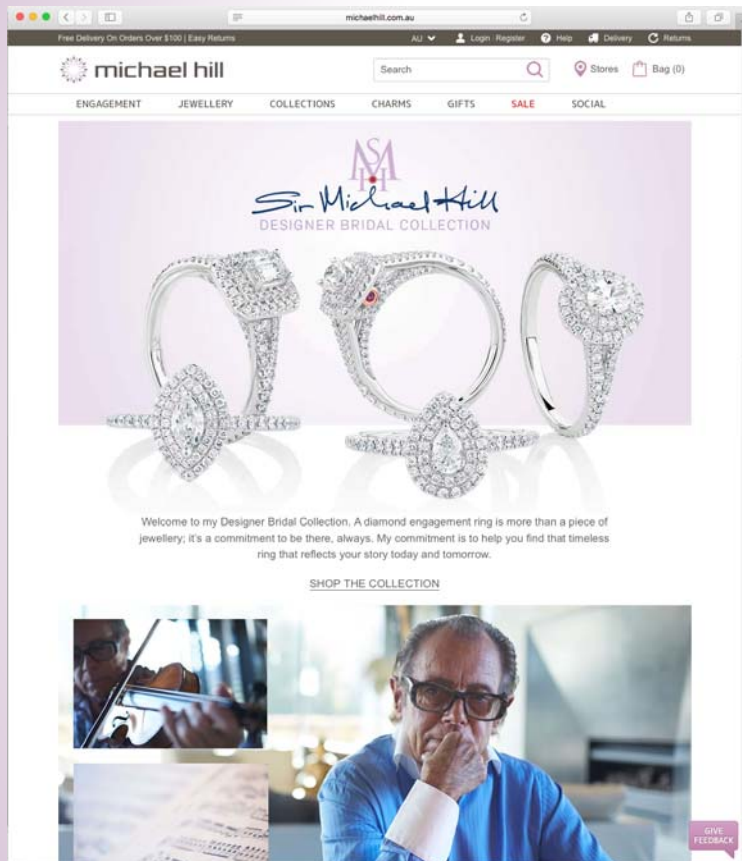 michaelhill.com.au
Free Delivery On Orders Over $100 | Easy Returns
AU
Login · Register
Help
Delivery
Returns
michael hill
Search
Stores
Bag (0)
ENGAGEMENT
JEWELLERY
COLLECTIONS
CHARMS
GIFTS
SALE
SOCIAL
SMH
Sir Michael Hill
DESIGNER BRIDAL COLLECTION
Welcome to my Designer Bridal Collection. A diamond engagement ring is more than a piece of
jewellery; it's a commitment to be there, always. My commitment is to help you find that timeless
ring that reflects your story today and tomorrow.
SHOP THE COLLECTION
GIVE
FEEDBACK